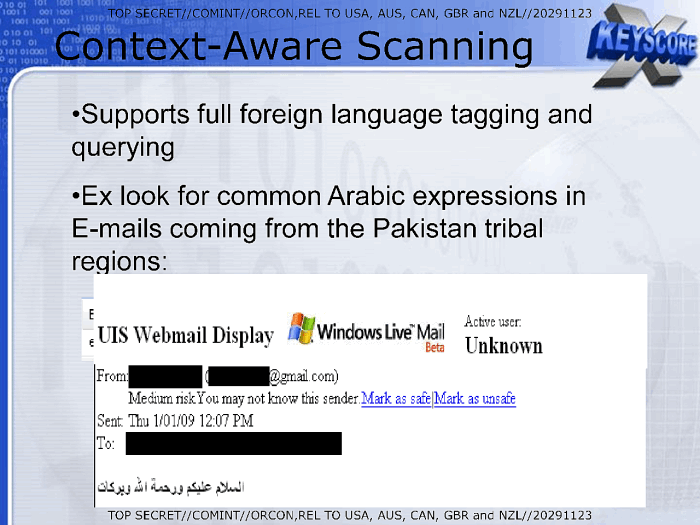 TOP SECRET//COMINT//ORCON,REL TO USA, AUS, CAN, GBR and NZL//20291123
Context-Aware Scanning
X KEYSCORE
•Supports full foreign language tagging and
querying
•Ex look for common Arabic expressions in
E-mails coming from the Pakistan tribal
regions:
UIS Webmail Display
Windows Live™ Mail
Beta
Active user:
Unknown
From: ( @gmail.com)
Medium risk.You may not know this sender.Mark as safe|Mark as unsafe
Sent: Thu 1/01/09 12:07 PM
To:
السلام عليكم ورحمة الله وبركات
TOP SECRET//COMINT//ORCON,REL TO USA, AUS, CAN, GBR and NZL//20291123